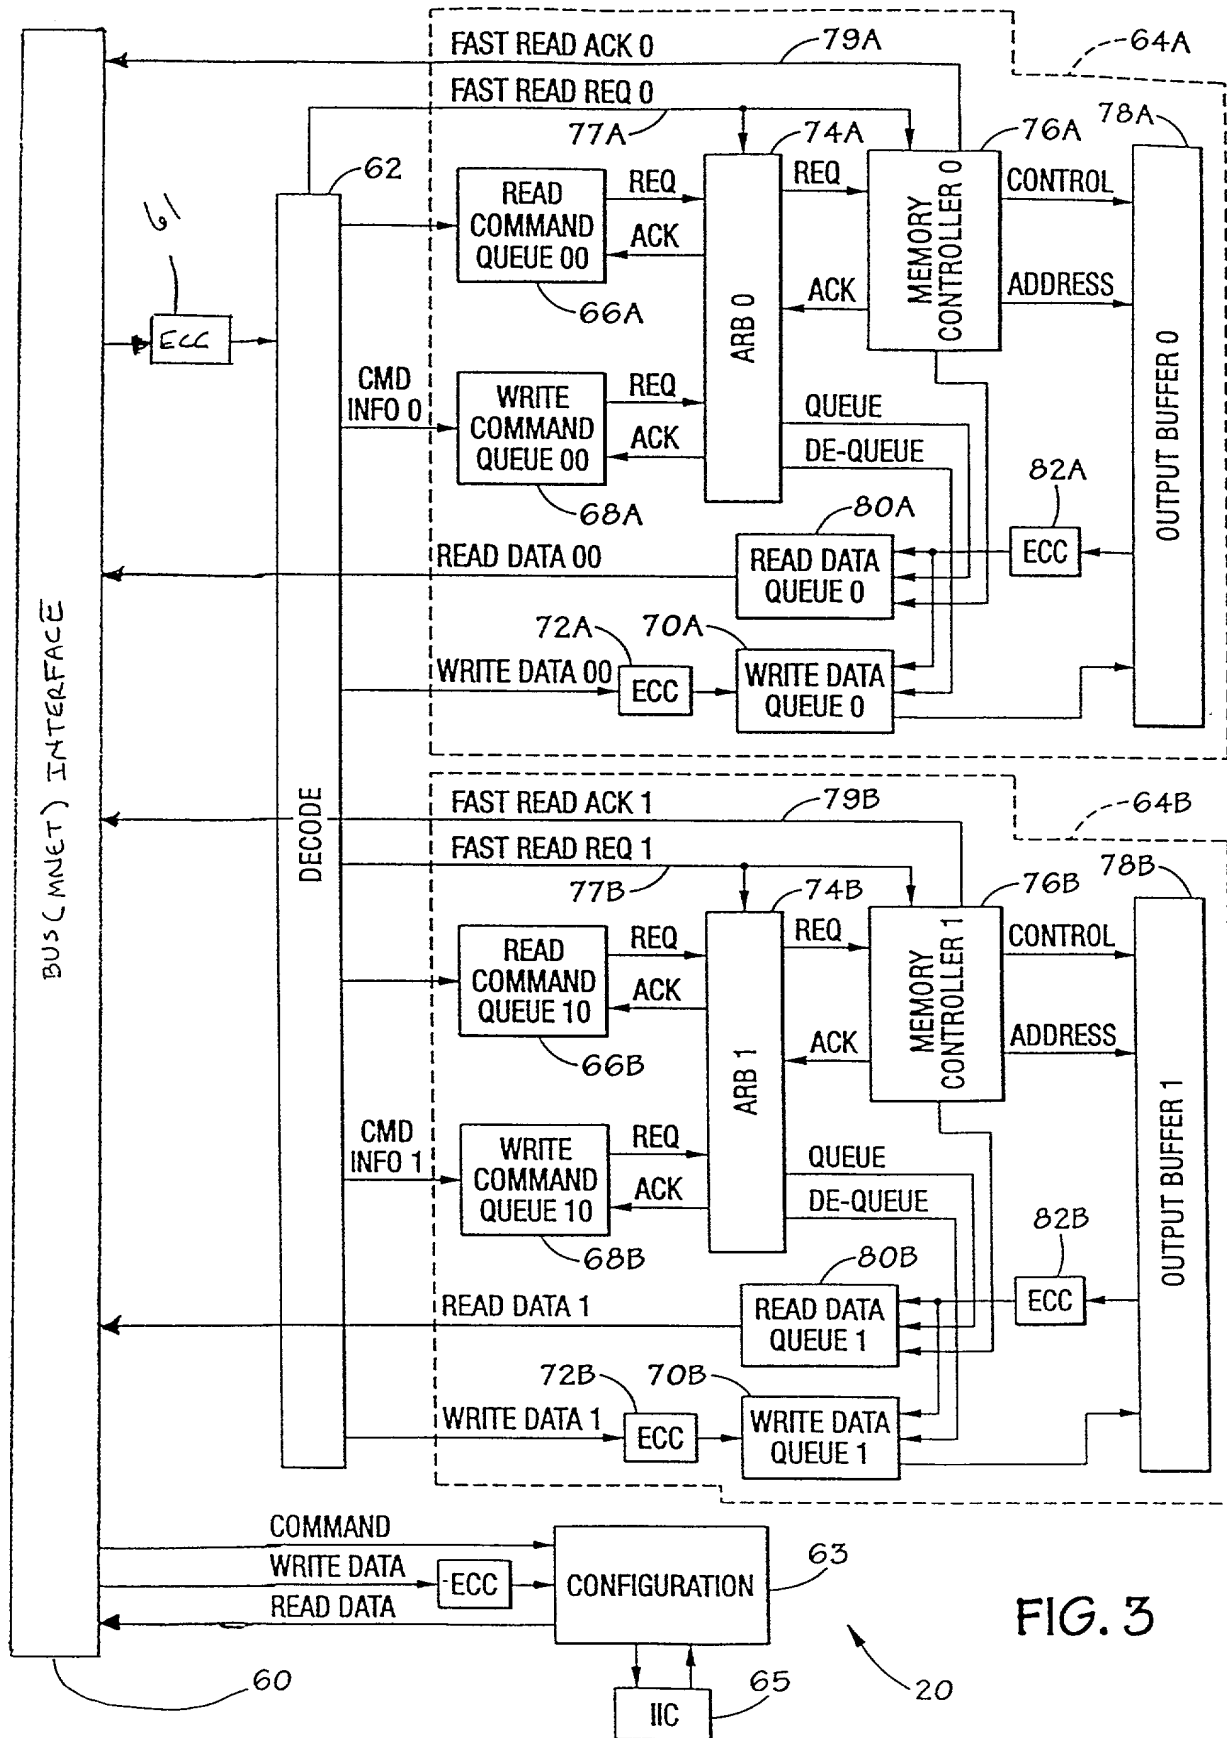 FAST READ ACK 0
79A
64A
FAST READ REQ 0
77A
74A
76A
78A
62
61
READ
COMMAND
QUEUE 00
REQ
ACK
66A
REQ
ACK
MEMORY
CONTROLLER 0
CONTROL
ADDRESS
ECC
ARB 0
CMD
INFO 0
WRITE
COMMAND
QUEUE 00
REQ
ACK
68A
QUEUE
DE-QUEUE
OUTPUT BUFFER 0
82A
ECC
80A
READ DATA 00
READ DATA
QUEUE 0
72A
70A
WRITE DATA 00
ECC
WRITE DATA
QUEUE 0
BUS (MNET) INTERFACE
DECODE
FAST READ ACK 1
79B
64B
FAST READ REQ 1
77B
74B
76B
78B
READ
COMMAND
QUEUE 10
REQ
ACK
66B
REQ
ACK
MEMORY
CONTROLLER 1
CONTROL
ADDRESS
ARB 1
CMD
INFO 1
WRITE
COMMAND
QUEUE 10
REQ
ACK
68B
QUEUE
DE-QUEUE
OUTPUT BUFFER 1
82B
ECC
80B
READ DATA 1
READ DATA
QUEUE 1
72B
70B
WRITE DATA 1
ECC
WRITE DATA
QUEUE 1
COMMAND
WRITE DATA
ECC
READ DATA
CONFIGURATION
63
60
IIC
65
20
FIG. 3